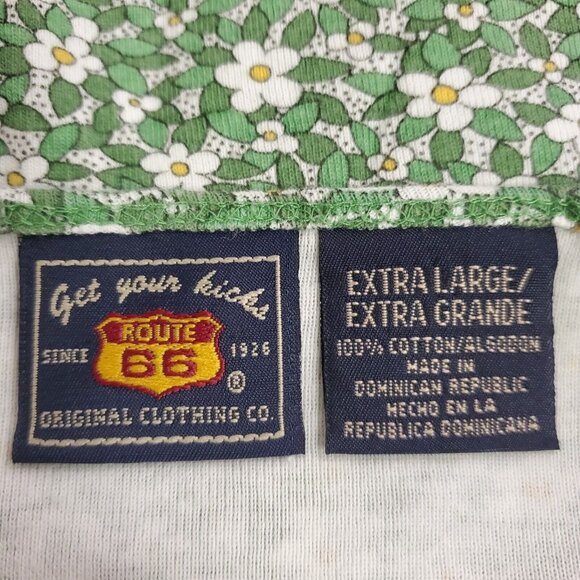 Get your kicks
ROUTE
66
SINCE 1926
®
ORIGINAL CLOTHING CO.
EXTRA LARGE/
EXTRA GRANDE
100% COTTON/ALGODON
MADE IN
DOMINICAN REPUBLIC
HECHO EN LA
REPUBLICA DOMINICANA